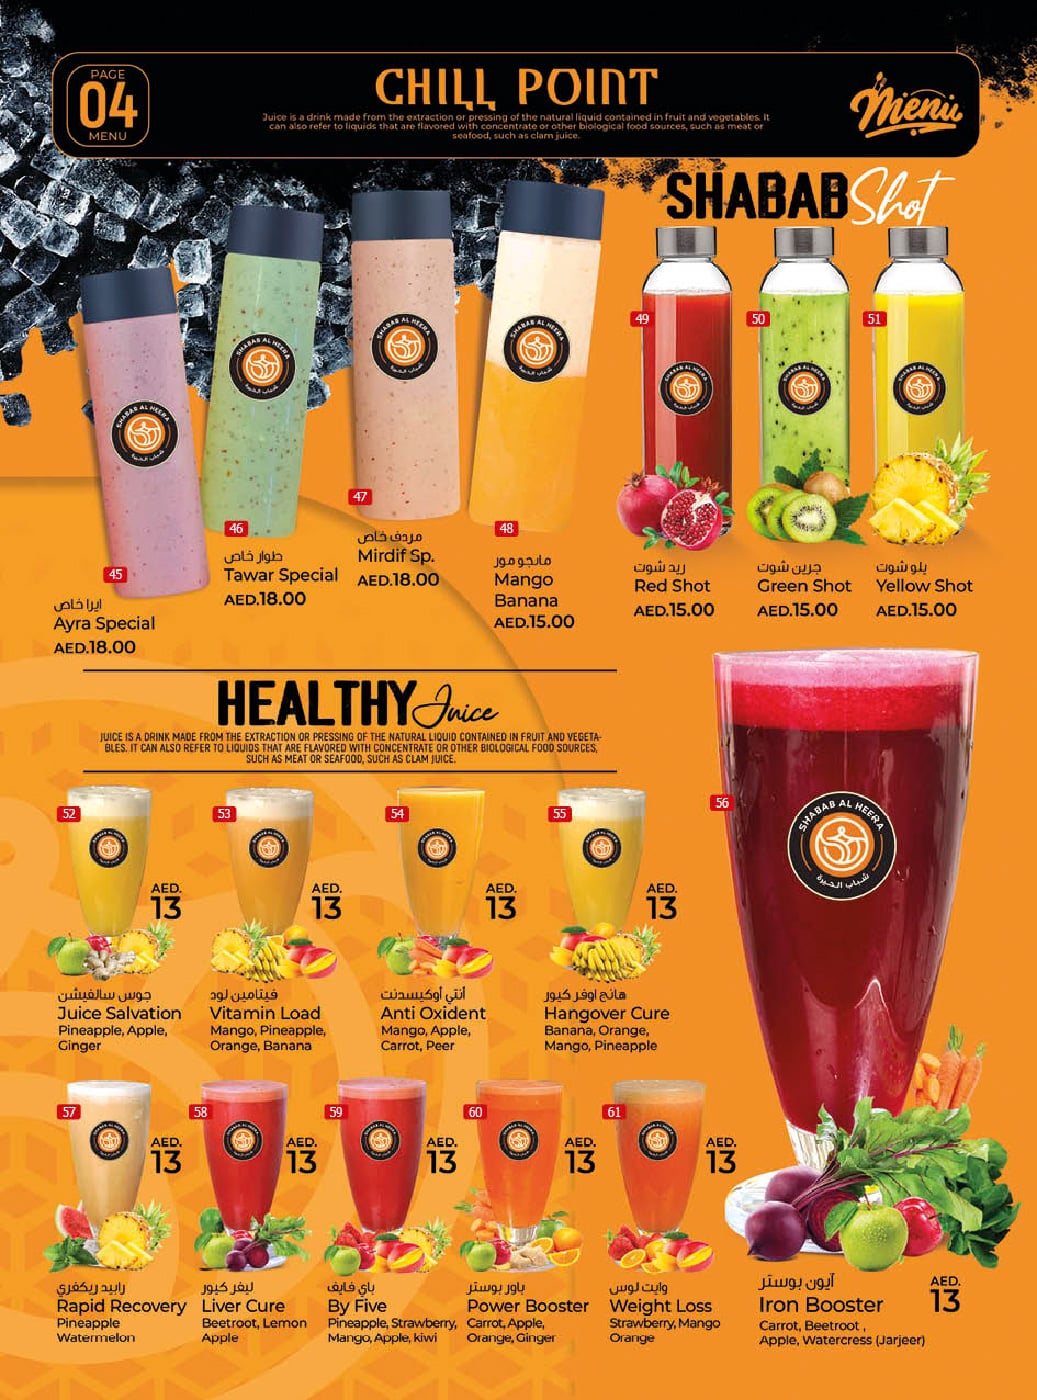 PAGE
04
MENU
CHILL POINT
Juice is a drink made from the extraction or pressing of the natural liquid contained in fruit and vegetables. It
can also refer to liquids that are flavored with concentrate or other biological food sources, such as meat or
seafood, such as clam juice.
Menu
SHABAB Shot
SHABAB AL HEERA
شباب الحيرة
45
ايرا خاص
Ayra Special
AED.18.00
46
طوار خاص
Tawar Special
AED.18.00
47
مردف خاص
Mirdif Sp.
AED.18.00
48
مانجو موز
Mango
Banana
AED.15.00
49
ريد شوت
Red Shot
AED.15.00
50
جرين شوت
Green Shot
AED.15.00
51
يلو شوت
Yellow Shot
AED.15.00
HEALTHY Juice
JUICE IS A DRINK MADE FROM THE EXTRACTION OR PRESSING OF THE NATURAL LIQUID CONTAINED IN FRUIT AND VEGETA-
BLES. IT CAN ALSO REFER TO LIQUIDS THAT ARE FLAVORED WITH CONCENTRATE OR OTHER BIOLOGICAL FOOD SOURCES,
SUCH AS MEAT OR SEAFOOD, SUCH AS CLAM JUICE.
52
AED.
13
جوس سالفيشن
Juice Salvation
Pineapple, Apple,
Ginger
53
AED.
13
فيتامين لود
Vitamin Load
Mango, Pineapple,
Orange, Banana
54
AED.
13
أنتي أوكيسدنت
Anti Oxident
Mango, Apple,
Carrot, Peer
55
AED.
13
هانج اوفر كيور
Hangover Cure
Banana, Orange,
Mango, Pineapple
56
SHABAB AL HEERA
شباب الحيرة
57
AED.
13
رابيد ريكفري
Rapid Recovery
Pineapple
Watermelon
58
AED.
13
ليفر كيور
Liver Cure
Beetroot, Lemon
Apple
59
AED.
13
باي فايف
By Five
Pineapple, Strawberry,
Mango, Apple, kiwi
60
AED.
13
باور بوستر
Power Booster
Carrot, Apple,
Orange, Ginger
61
AED.
13
وايت لوس
Weight Loss
Strawberry, Mango
Orange
آيون بوستر
Iron Booster
Carrot, Beetroot ,
Apple, Watercress (Jarjeer)
AED.
13